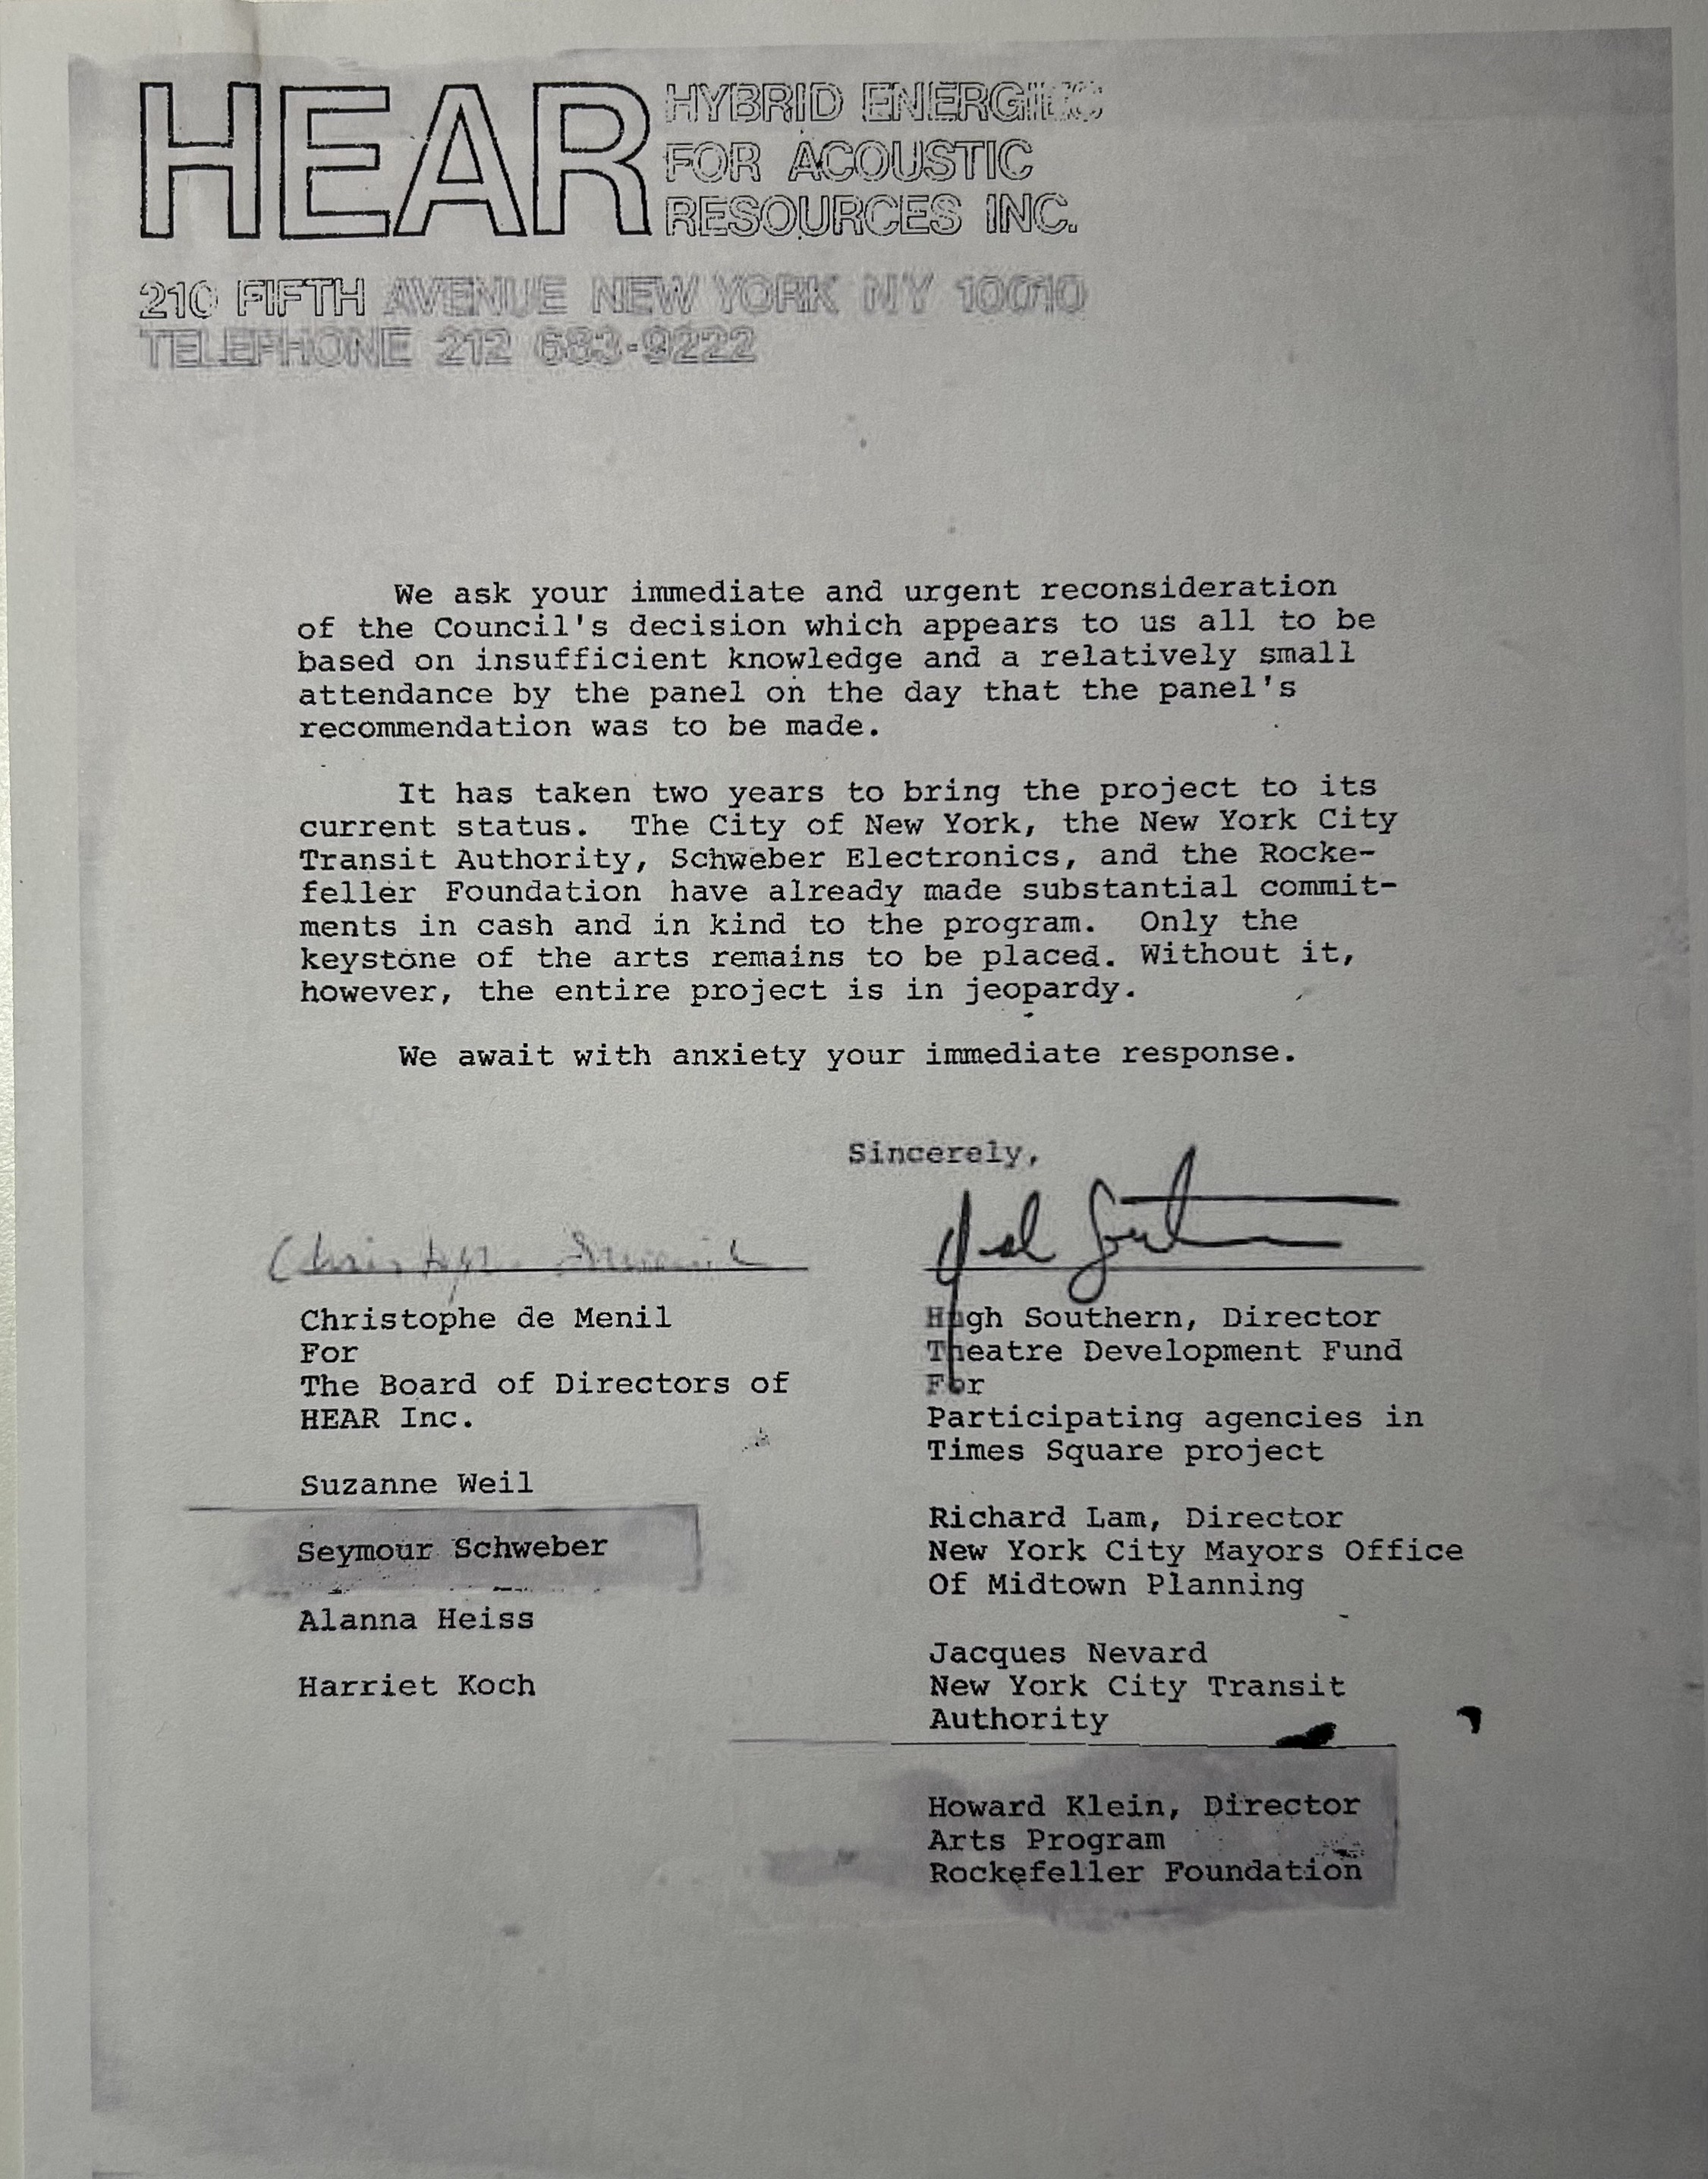 HEAR
HYBRID ENERGIES
FOR ACOUSTIC
RESOURCES INC.
210 FIFTH AVENUE NEW YORK NY 10010
TELEPHONE 212 683-9222
We ask your immediate and urgent reconsideration
of the Council's decision which appears to us all to be
based on insufficient knowledge and a relatively small
attendance by the panel on the day that the panel's
recommendation was to be made.
It has taken two years to bring the project to its
current status. The City of New York, the New York City
Transit Authority, Schweber Electronics, and the Rocke-
feller Foundation have already made substantial commit-
ments in cash and in kind to the program. Only the
keystone of the arts remains to be placed. Without it,
however, the entire project is in jeopardy.
We await with anxiety your immediate response.
Sincerely,
Christophe de Menil
For
The Board of Directors of
HEAR Inc.
Suzanne Weil
Seymour Schweber
Alanna Heiss
Harriet Koch
Hugh Southern, Director
Theatre Development Fund
For
Participating agencies in
Times Square project
Richard Lam, Director
New York City Mayors Office
Of Midtown Planning
Jacques Nevard
New York City Transit
Authority
Howard Klein, Director
Arts Program
Rockefeller Foundation